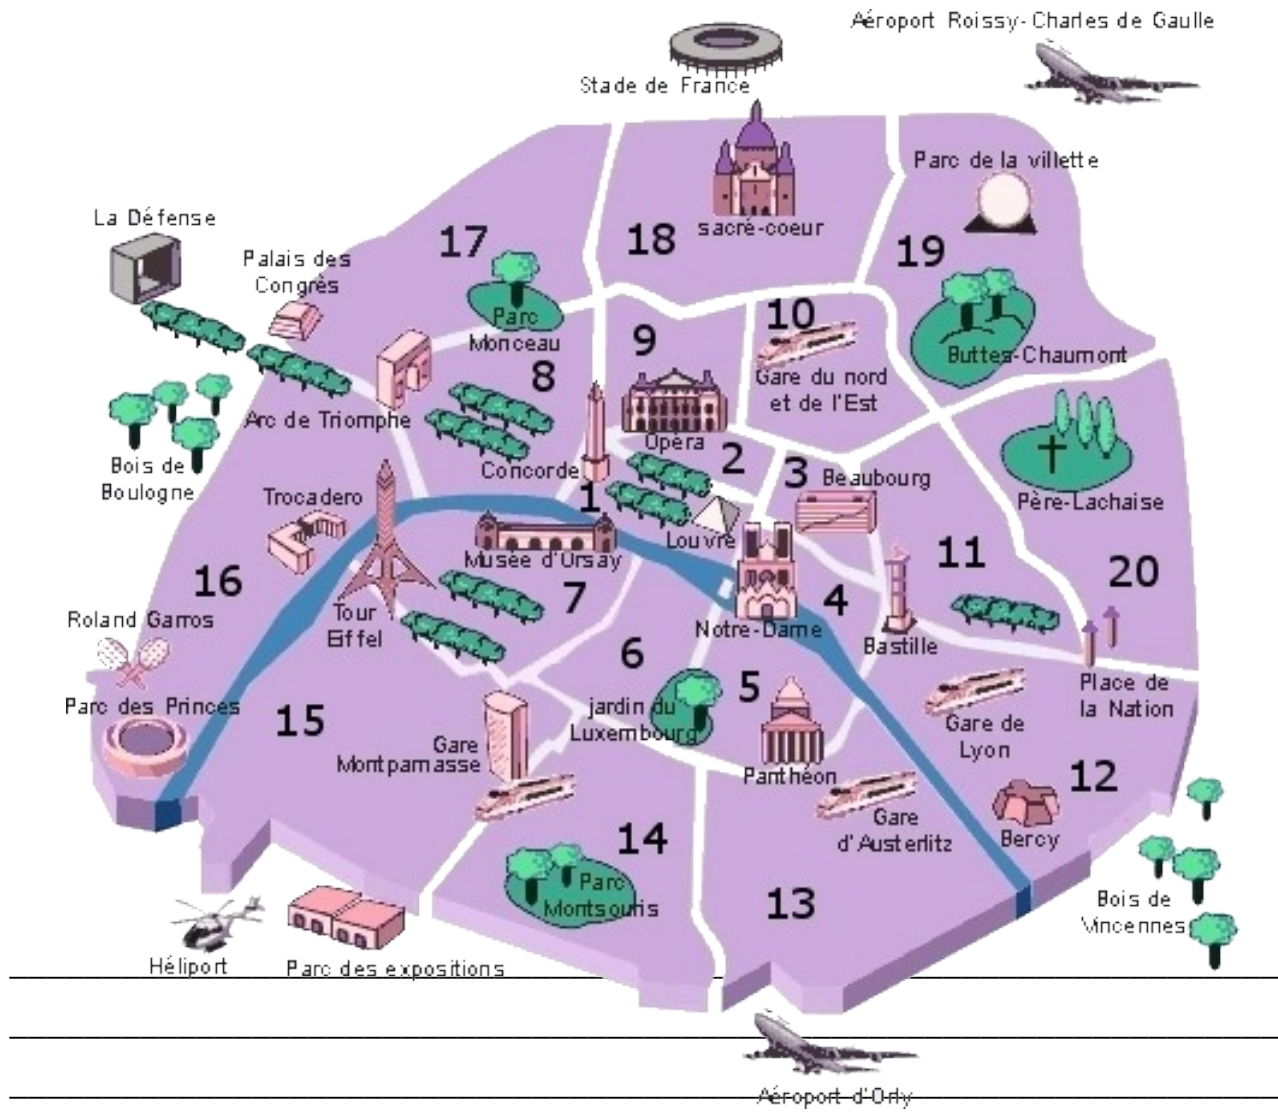 Aéroport Roissy-Charles de Gaulle
Stade de France
Parc de la villette
La Défense
sacré-coeur
17
18
19
Palais des
Congrès
10
Parc
Monceau
9
Buttes-Chaumont
8
Gare du nord
et de l'Est
Arc de Triomphe
Opéra
Concorde
2
3
Beaubourg
Bois de
Boulogne
Trocadero
1
Père-Lachaise
Louvre
Musee d'Ursay
16
7
11
20
4
Roland Garros
Tour
Eiffel
Notre-Dame
Bastille
6
5
Place de
la Nation
Parc des Princes
15
jardin du
Luxembourg
Gare
Montparnasse
Gare de
Lyon
Panthéon
12
14
Gare
d'Austerlitz
Bercy
Parc
Montsouris
13
Bois de
Vincennes
Héliport
Parc des expositions
Aéroport d'Orly